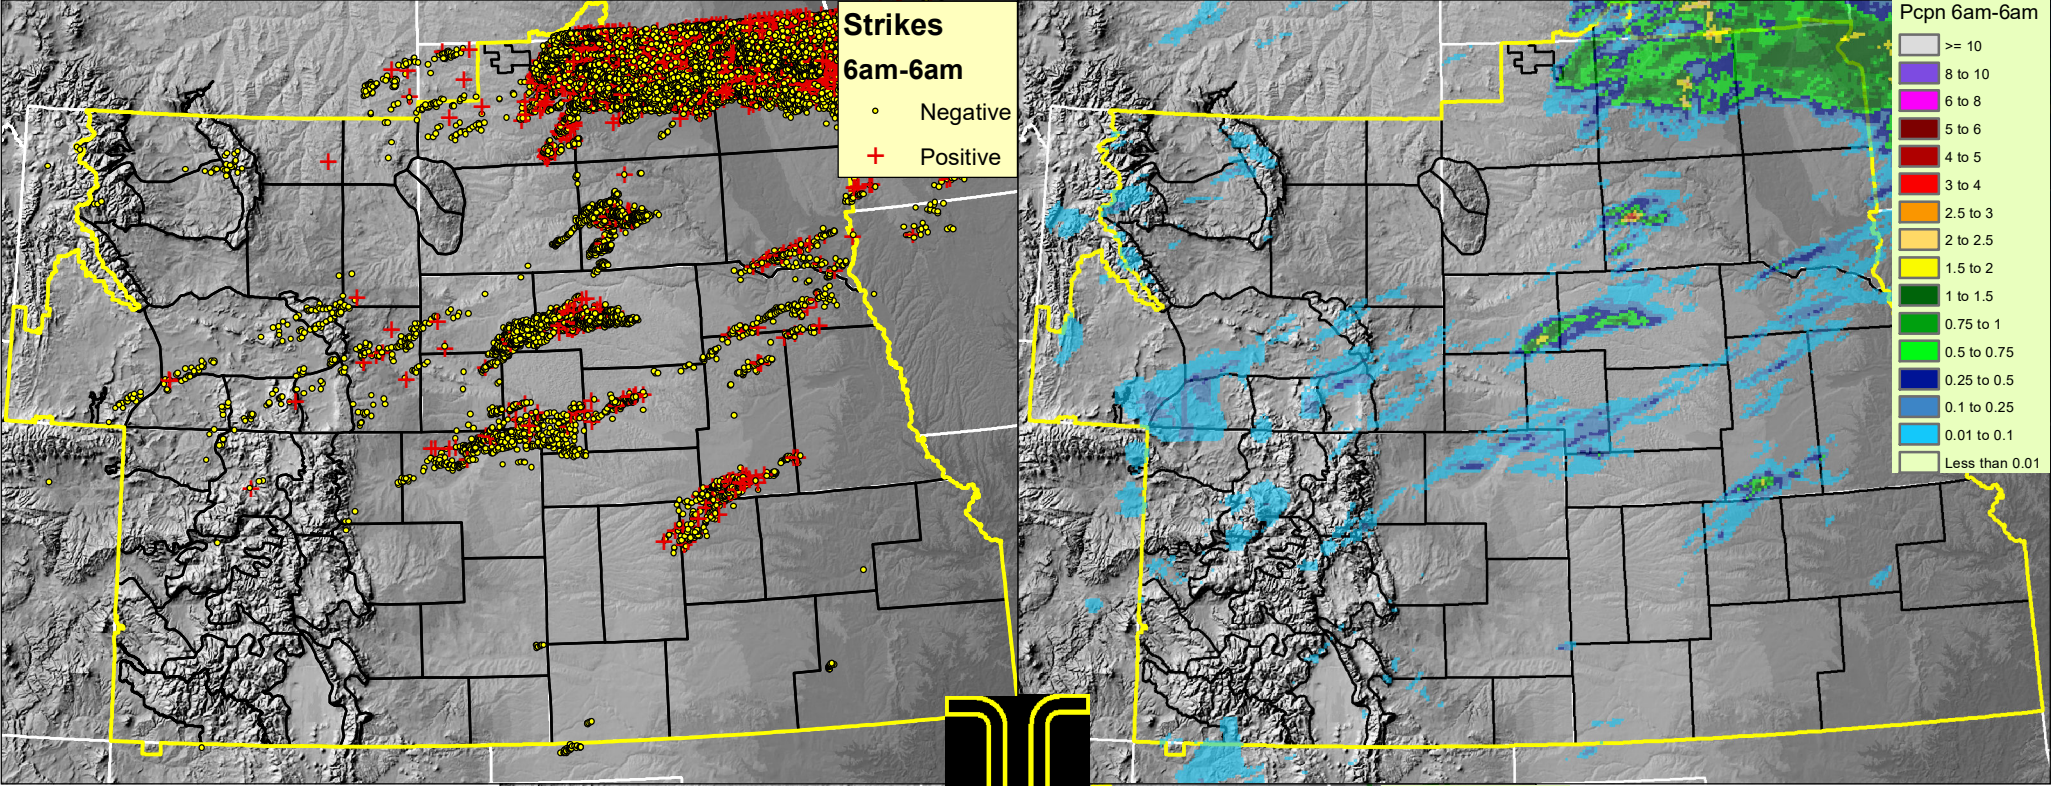 Strikes
6am-6am
Negative
Positive
Pcpn 6am-6am
>= 10
8 to 10
6 to 8
5 to 6
4 to 5
3 to 4
2.5 to 3
2 to 2.5
1.5 to 2
1 to 1.5
0.75 to 1
0.5 to 0.75
0.25 to 0.5
0.1 to 0.25
0.01 to 0.1
Less than 0.01